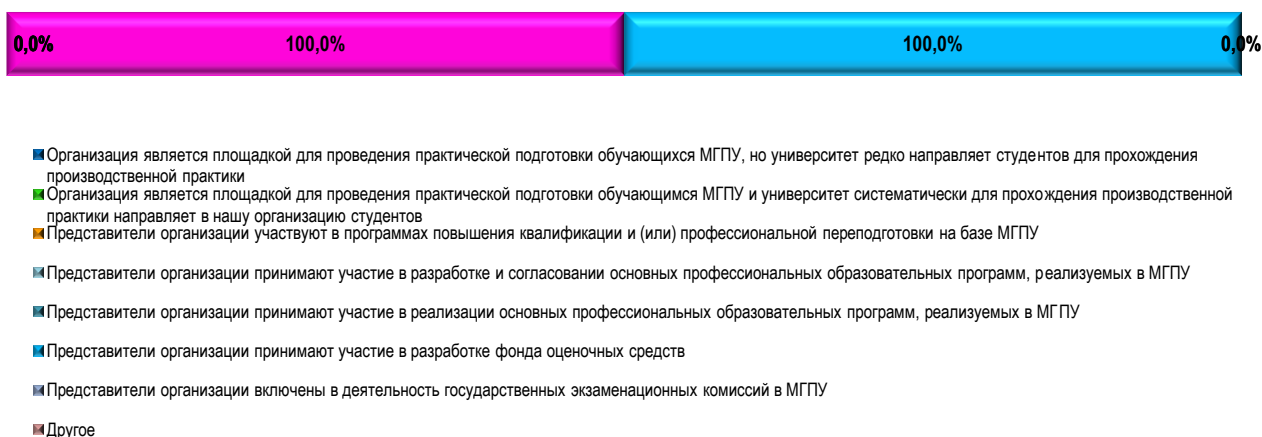 0,0% 100,0% 100,0% 0,0%
Организация является площадкой для проведения практической подготовки обучающихся МГПУ, но университет редко направляет студентов для прохождения
производственной практики
Организация является площадкой для проведения практической подготовки обучающимся МГПУ и университет систематически для прохождения производственной
практики направляет в нашу организацию студентов
Представители организации участвуют в программах повышения квалификации и (или) профессиональной переподготовки на базе МГПУ
Представители организации принимают участие в разработке и согласовании основных профессиональных образовательных программ, реализуемых в МГПУ
Представители организации принимают участие в реализации основных профессиональных образовательных программ, реализуемых в МГПУ
Представители организации принимают участие в разработке фонда оценочных средств
Представители организации включены в деятельность государственных экзаменационных комиссий в МГПУ
Другое